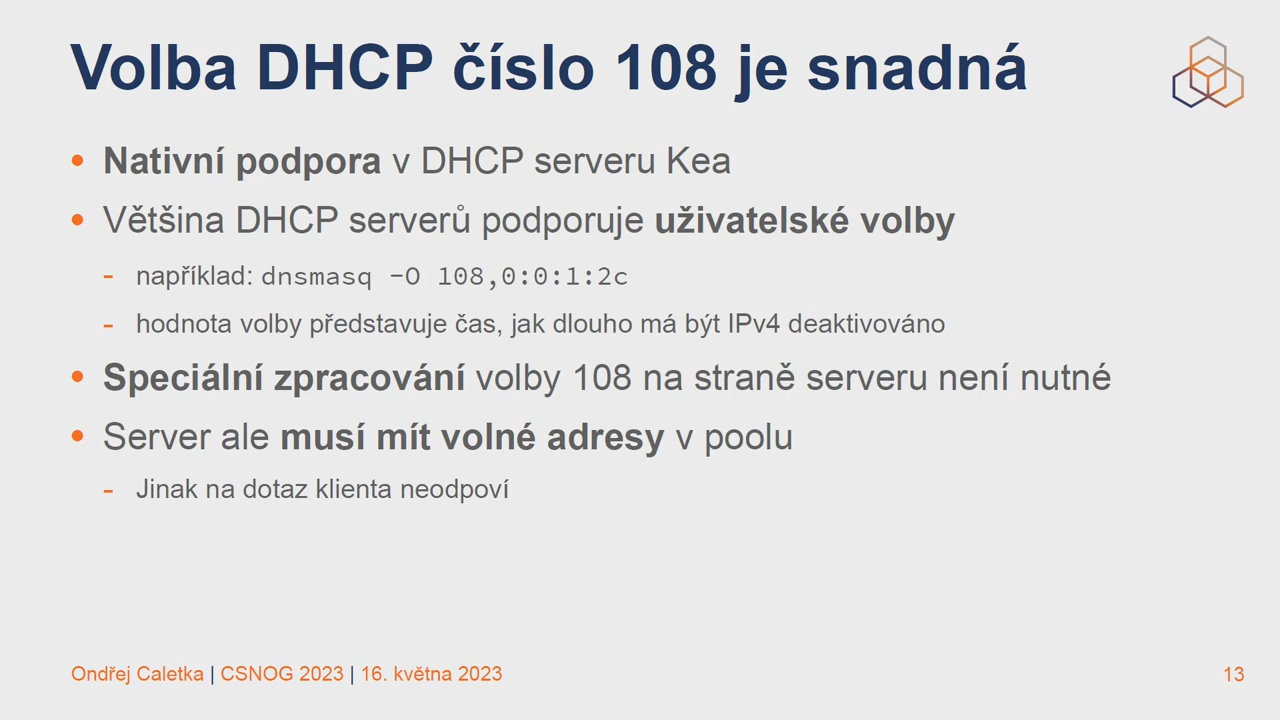 Volba DHCP číslo 108 je snadná
• Nativní podpora v DHCP serveru Kea
• Většina DHCP serverů podporuje uživatelské volby
- například: dnsmasq -O 108,0:0:1:2c
- hodnota volby představuje čas, jak dlouho má být IPv4 deaktivováno
• Speciální zpracování volby 108 na straně serveru není nutné
• Server ale musí mít volné adresy v poolu
- Jinak na dotaz klienta neodpoví
Ondřej Caletka | CSNOG 2023 | 16. května 2023
13